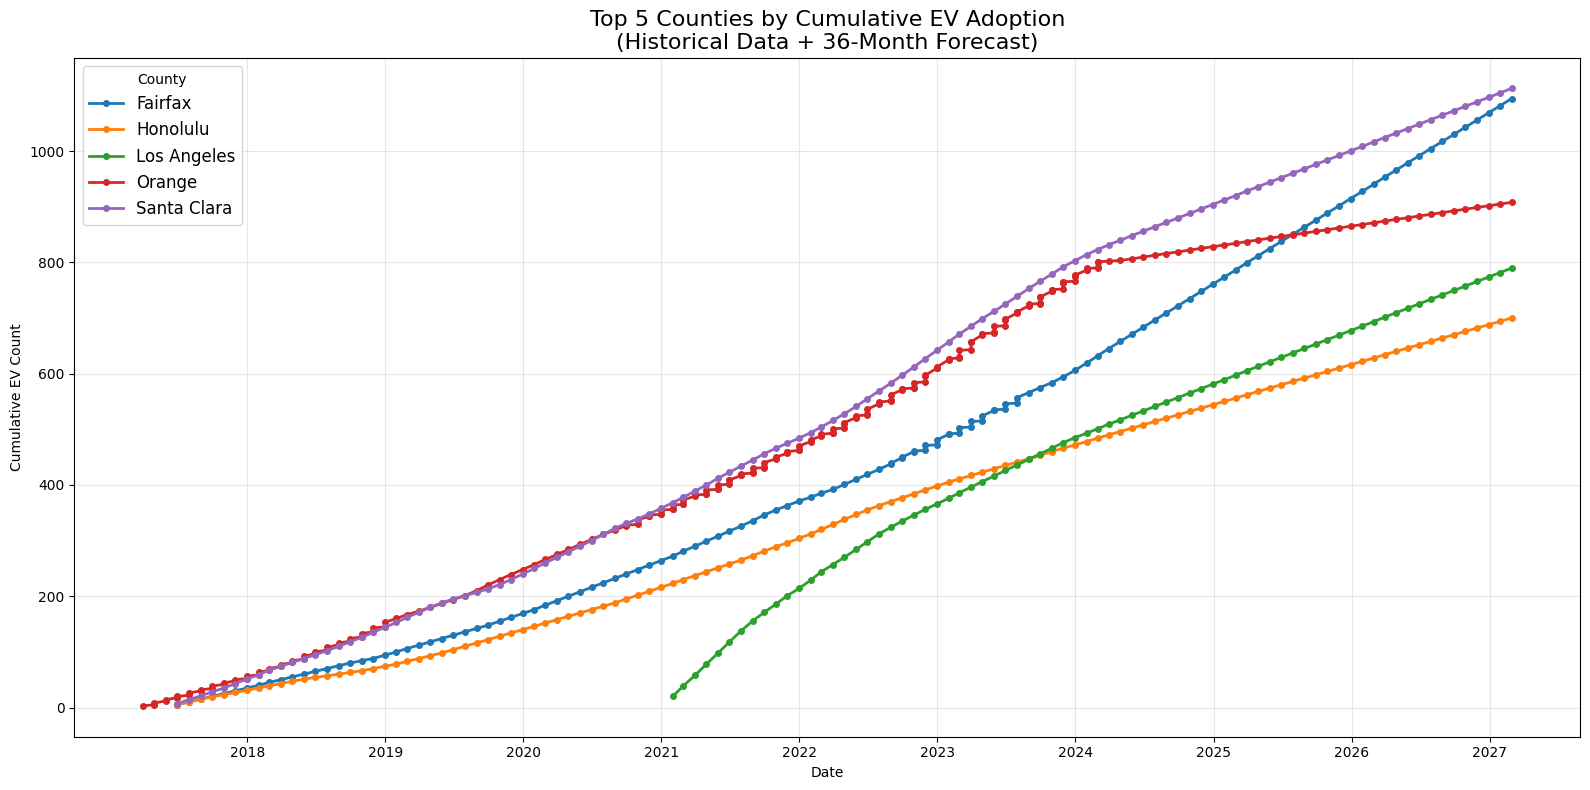 Top 5 Counties by Cumulative EV Adoption
(Historical Data + 36-Month Forecast)
County
Fairfax
Honolulu
Los Angeles
Orange
Santa Clara
Cumulative EV Count
1000
800
600
400
200
0
2018 2019 2020 2021 2022 2023 2024 2025 2026 2027
Date